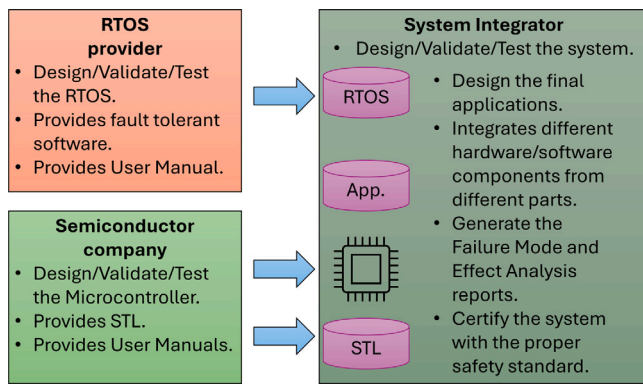 RTOS
provider
• Design/Validate/Test
the RTOS.
• Provides fault tolerant
software.
• Provides User Manual.
Semiconductor
company
• Design/Validate/Test
the Microcontroller.
• Provides STL.
• Provides User Manuals.
System Integrator
• Design/Validate/Test the system.
RTOS
App.
STL
• Design the final
applications.
• Integrates different
hardware/software
components from
different parts.
• Generate the
Failure Mode and
Effect Analysis
reports.
• Certify the system
with the proper
safety standard.